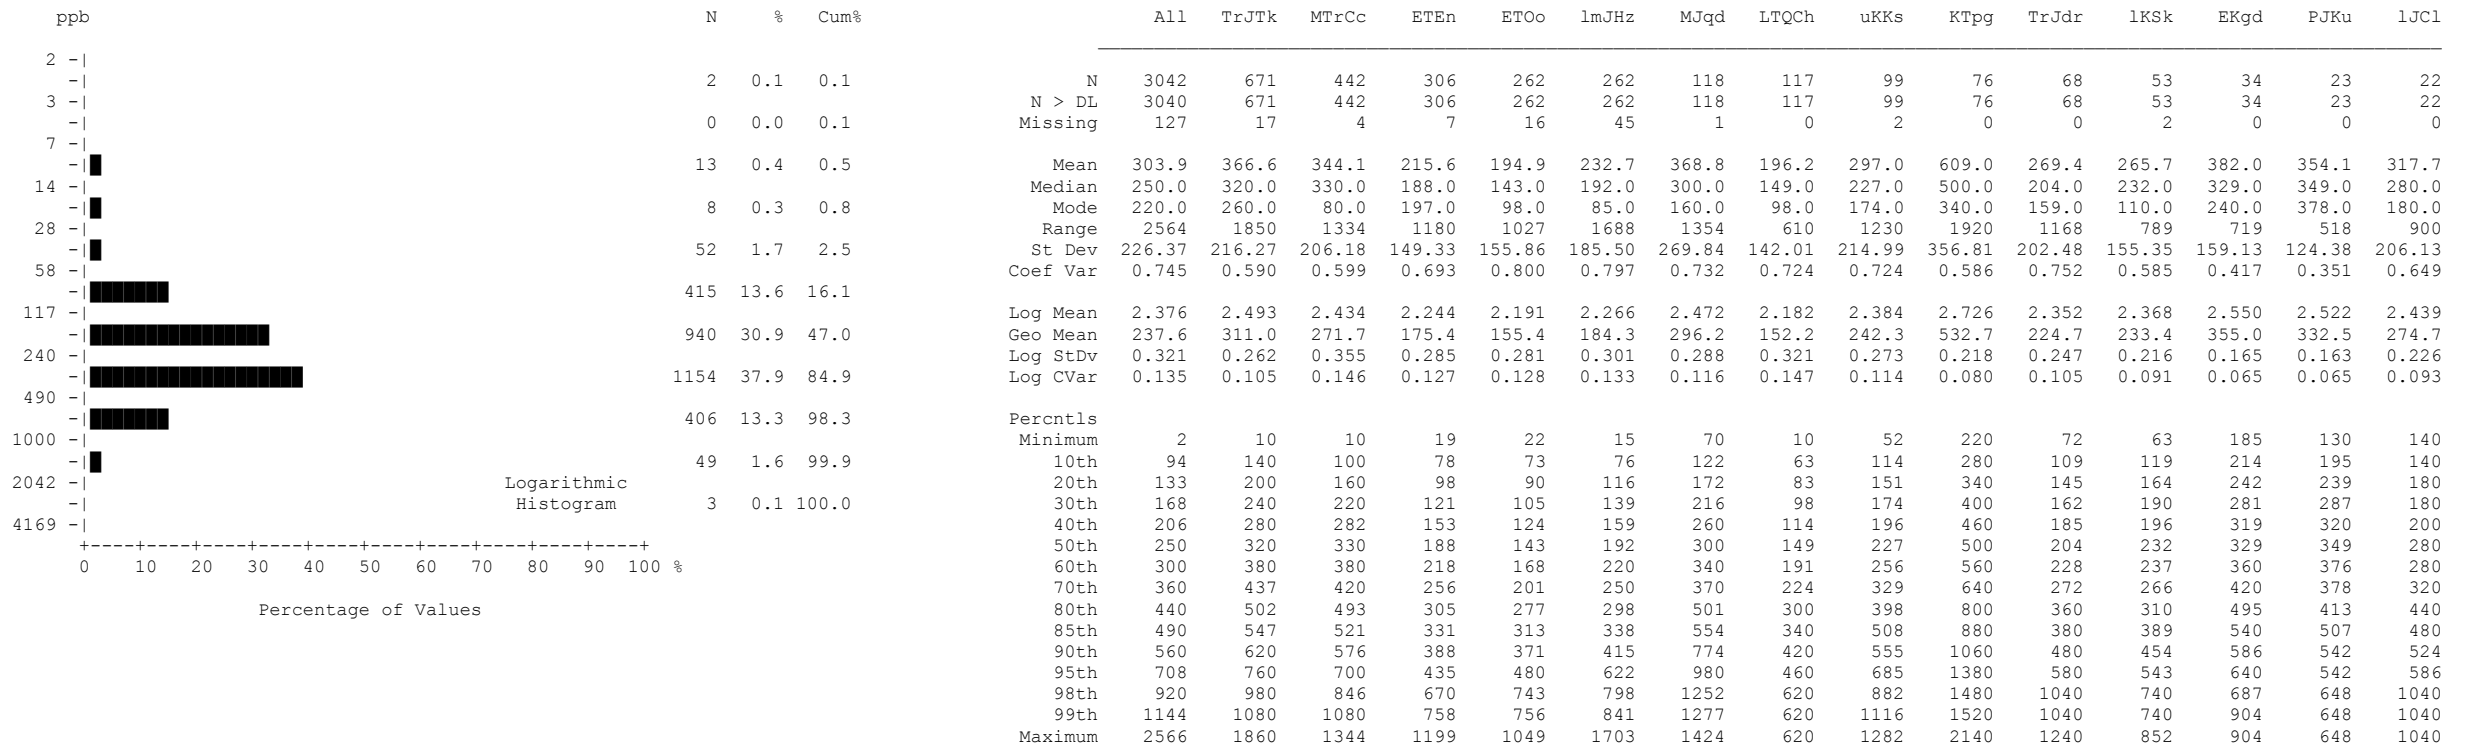 ppb N % Cum% All TrJTk MTrCc ETEn ETOo lmJHz MJqd LTQCh uKKs KTpg TrJdr lKSk EKgd PJKu lJCl
2 -|
-| 2 0.1 0.1 N 3042 671 442 306 262 262 118 117 99 76 68 53 34 23 22
3 -| N > DL 3040 671 442 306 262 262 118 117 99 76 68 53 34 23 22
-| 0 0.0 0.1 Missing 127 17 4 7 16 45 1 0 2 0 0 2 0 0 0
7 -|
-| 13 0.4 0.5 Mean 303.9 366.6 344.1 215.6 194.9 232.7 368.8 196.2 297.0 609.0 269.4 265.7 382.0 354.1 317.7
14 -| Median 250.0 320.0 330.0 188.0 143.0 192.0 300.0 149.0 227.0 500.0 204.0 232.0 329.0 349.0 280.0
-| 8 0.3 0.8 Mode 220.0 260.0 80.0 197.0 98.0 85.0 160.0 98.0 174.0 340.0 159.0 110.0 240.0 378.0 180.0
28 -| Range 2564 1850 1334 1180 1027 1688 1354 610 1230 1920 1168 789 719 518 900
-| 52 1.7 2.5 St Dev 226.37 216.27 206.18 149.33 155.86 185.50 269.84 142.01 214.99 356.81 202.48 155.35 159.13 124.38 206.13
58 -| Coef Var 0.745 0.590 0.599 0.693 0.800 0.797 0.732 0.724 0.724 0.586 0.752 0.585 0.417 0.351 0.649
-| 415 13.6 16.1
117 -| Log Mean 2.376 2.493 2.434 2.244 2.191 2.266 2.472 2.182 2.384 2.726 2.352 2.368 2.550 2.522 2.439
-| 940 30.9 47.0 Geo Mean 237.6 311.0 271.7 175.4 155.4 184.3 296.2 152.2 242.3 532.7 224.7 233.4 355.0 332.5 274.7
240 -| Log StDv 0.321 0.262 0.355 0.285 0.281 0.301 0.288 0.321 0.273 0.218 0.247 0.216 0.165 0.163 0.226
-| 1154 37.9 84.9 Log CVar 0.135 0.105 0.146 0.127 0.128 0.133 0.116 0.147 0.114 0.080 0.105 0.091 0.065 0.065 0.093
490 -|
-| 406 13.3 98.3 Percntls
1000 -| Minimum 2 10 10 19 22 15 70 10 52 220 72 63 185 130 140
-| 49 1.6 99.9 10th 94 140 100 78 73 76 122 63 114 280 109 119 214 195 140
2042 -| Logarithmic 20th 133 200 160 98 90 116 172 83 151 340 145 164 242 239 180
-| Histogram 3 0.1 100.0 30th 168 240 220 121 105 139 216 98 174 400 162 190 281 287 180
4169 -| 40th 206 280 282 153 124 159 260 114 196 460 185 196 319 320 200
+----+----+----+----+----+----+----+----+----+----+ 50th 250 320 330 188 143 192 300 149 227 500 204 232 329 349 280
0 10 20 30 40 50 60 70 80 90 100 % 60th 300 380 380 218 168 220 340 191 256 560 228 237 360 376 280
70th 360 437 420 256 201 250 370 224 329 640 272 266 420 378 320
Percentage of Values 80th 440 502 493 305 277 298 501 300 398 800 360 310 495 413 440
85th 490 547 521 331 313 338 554 340 508 880 380 389 540 507 480
90th 560 620 576 388 371 415 774 420 555 1060 480 454 586 542 524
95th 708 760 700 435 480 622 980 460 685 1380 580 543 640 542 586
98th 920 980 846 670 743 798 1252 620 882 1480 1040 740 687 648 1040
99th 1144 1080 1080 758 756 841 1277 620 1116 1520 1040 740 904 648 1040
Maximum 2566 1860 1344 1199 1049 1703 1424 620 1282 2140 1240 852 904 648 1040